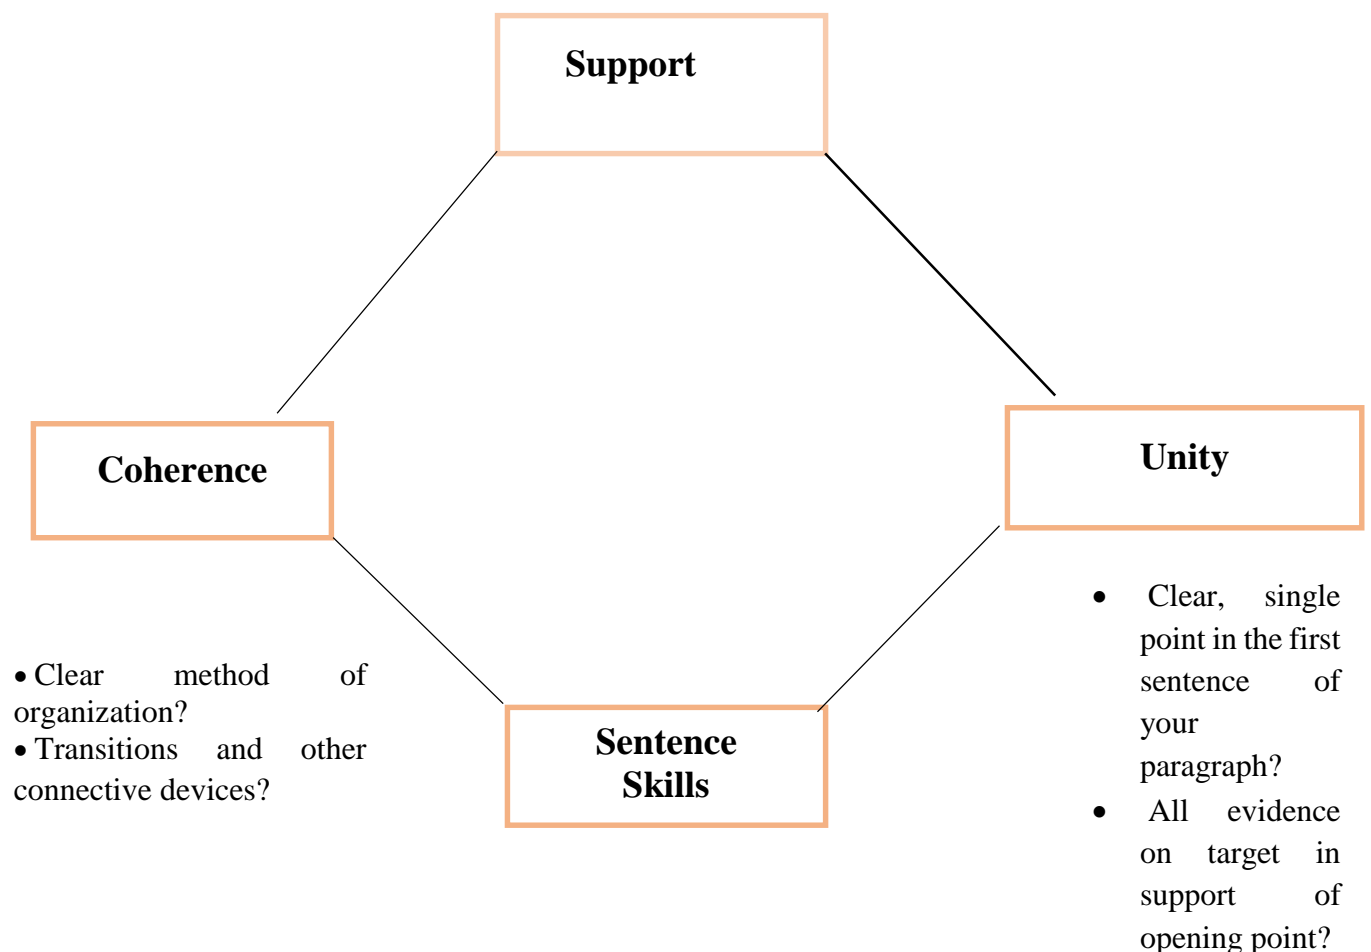 Support
Coherence
Unity
• Clear method of
organization?
• Transitions and other
connective devices?
Sentence
Skills
• Clear, single
point in the first
sentence of
your
paragraph?
• All evidence
on target in
support of
opening point?